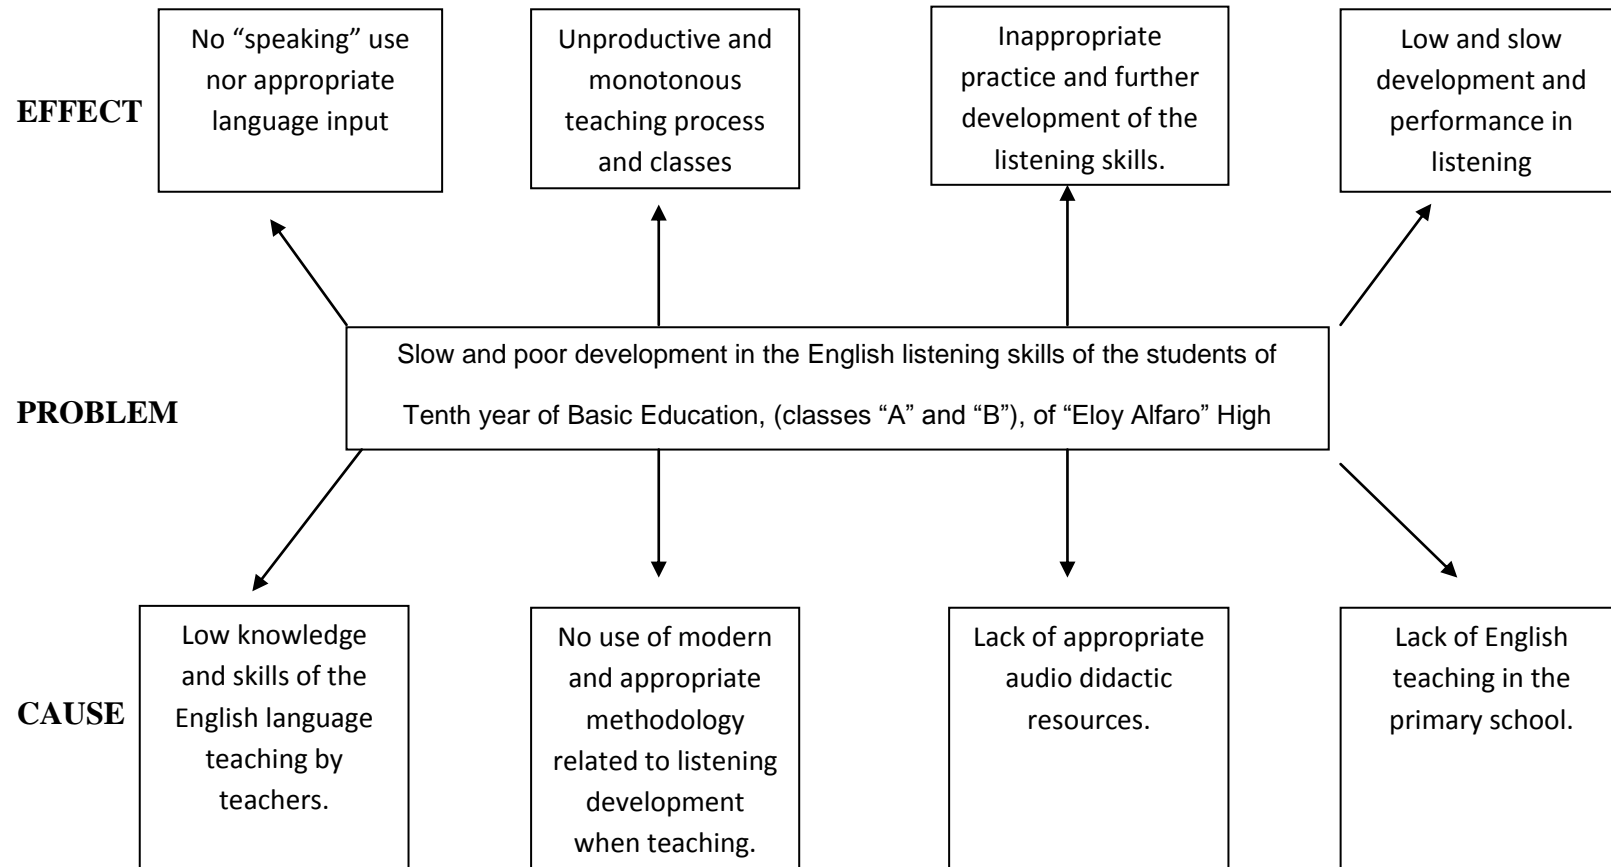 EFFECT
No “speaking” use
nor appropriate
language input
Unproductive and
monotonous
teaching process
and classes
Inappropriate
practice and further
development of the
listening skills.
Low and slow
development and
performance in
listening
PROBLEM
Slow and poor development in the English listening skills of the students of
Tenth year of Basic Education, (classes “A” and “B”), of “Eloy Alfaro” High
CAUSE
Low knowledge
and skills of the
English language
teaching by
teachers.
No use of modern
and appropriate
methodology
related to listening
development
when teaching.
Lack of appropriate
audio didactic
resources.
Lack of English
teaching in the
primary school.